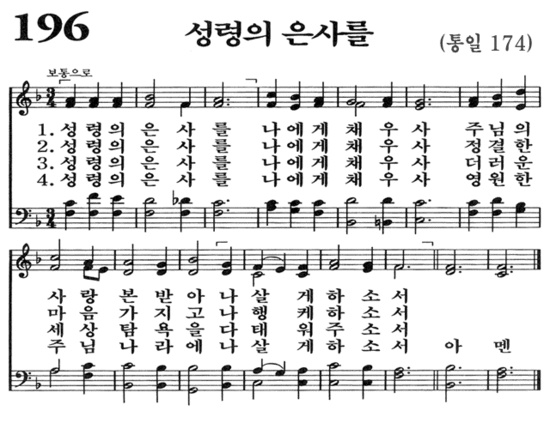 196 성령의 은사를 (통일 174)
보통으로
1. 성령의 은사를 나에게 채우사 주님의
2. 성령의 은사를 나에게 채우사 정결한
3. 성령의 은사를 나에게 채우사 더러운
4. 성령의 은사를 나에게 채우사 영원한
사랑본받아나살게하소서
마음가지고나행케하소서
세상탐욕을다태워주소서
주님나라에나살게하소서 아멘